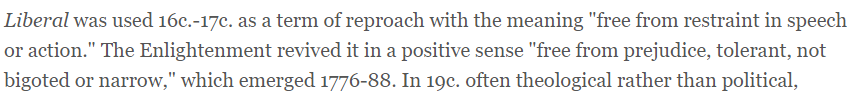 Liberal was used 16c.-17c. as a term of reproach with the meaning "free from restraint in speech
or action." The Enlightenment revived it in a positive sense "free from prejudice, tolerant, not
bigoted or narrow," which emerged 1776-88. In 19c. often theological rather than political,